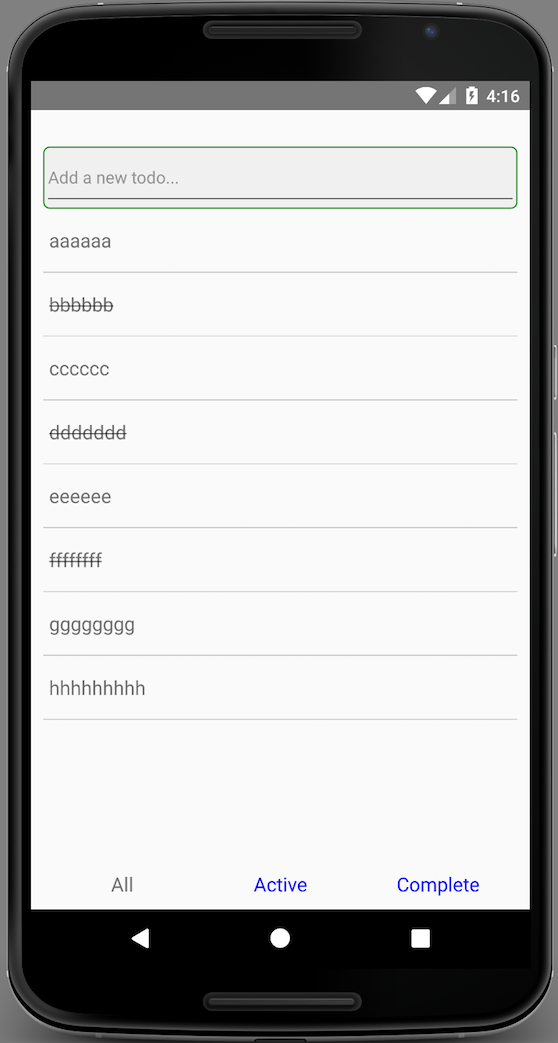 4:16
Add a new todo...
aaaaaa
bbbbbb
cccccc
ddddddd
eeeeee
ffffffff
gggggggg
hhhhhhhhh
All Active Complete